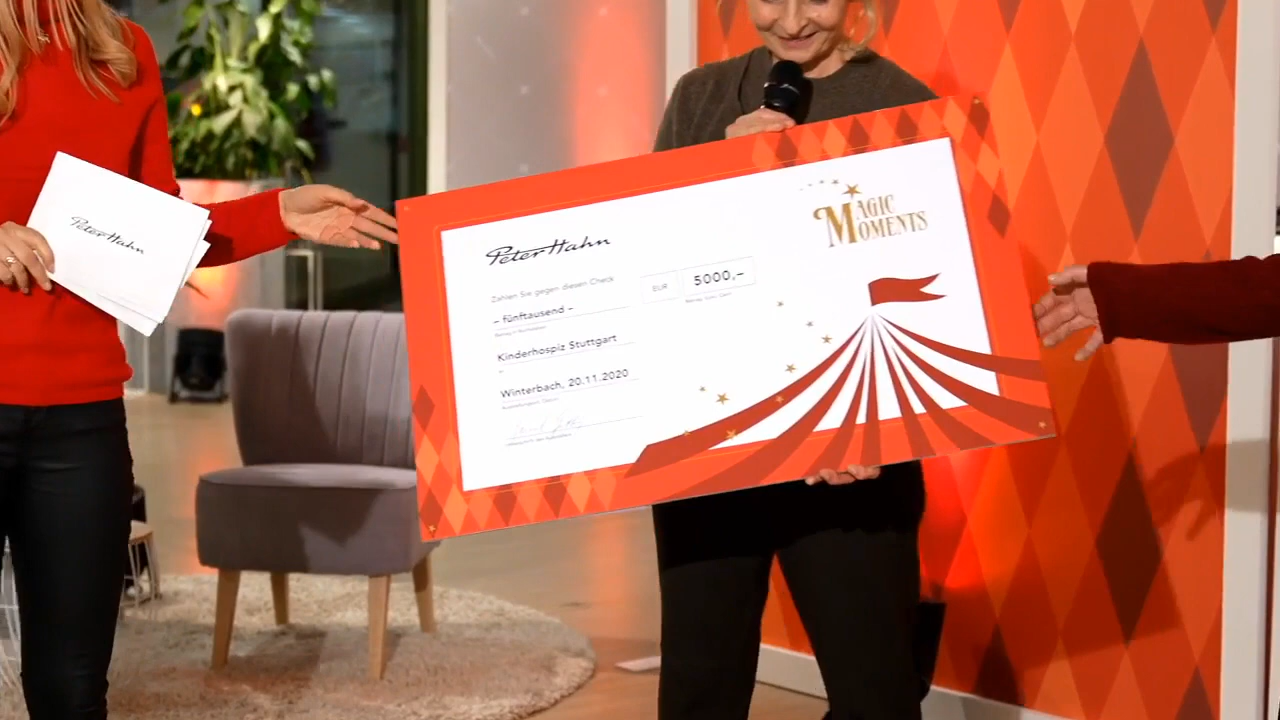 Peter Hahn
Peter Hahn
MAGIC
MOMENTS
Zahlen Sie gegen diesen Check
EUR
5000,–
– fünftausend –
Kinderhospiz Stuttgart
Winterbach, 20.11.2020